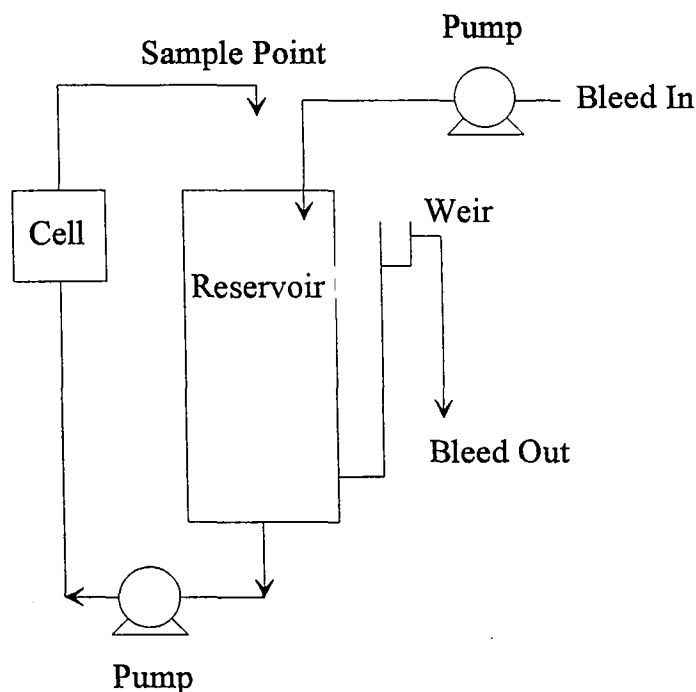 Pump
Sample Point
Bleed In
Weir
Cell
Reservoir
Bleed Out
Pump